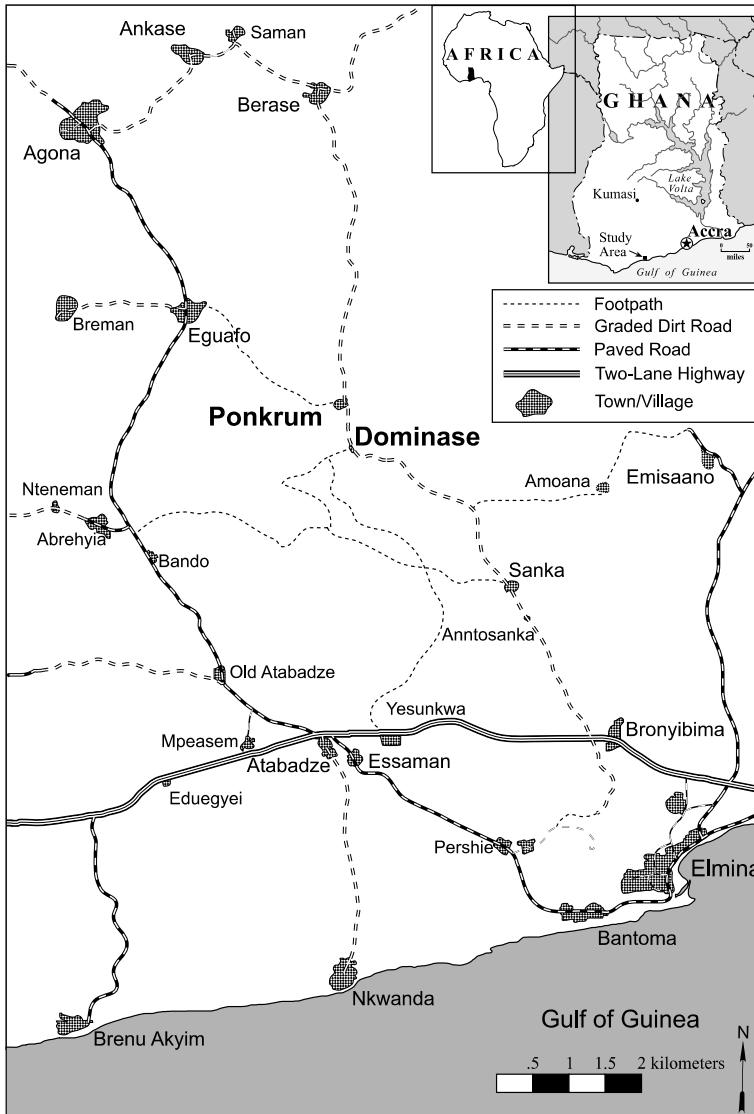 Ankase
Saman
Berase
Agona
Breman
Eguafo
Ponkrum
Dominase
Nteneman
Abrehyia
Bando
Amoana
Emisaano
Sanka
Anntosanka
Old Atabadze
Yesunkwa
Mpeasem
Atabadze
Essaman
Bronyibima
Eduegyei
Pershie
Elmina
Bantoma
Nkwanda
Brenu Akyim
Gulf of Guinea
.5 1 1.5 2 kilometers
N
AFRICA
GHANA
Lake
Volta
Kumasi
Accra
Study
Area
Gulf of Guinea
0 50
miles
Footpath
Graded Dirt Road
Paved Road
Two-Lane Highway
Town/Village